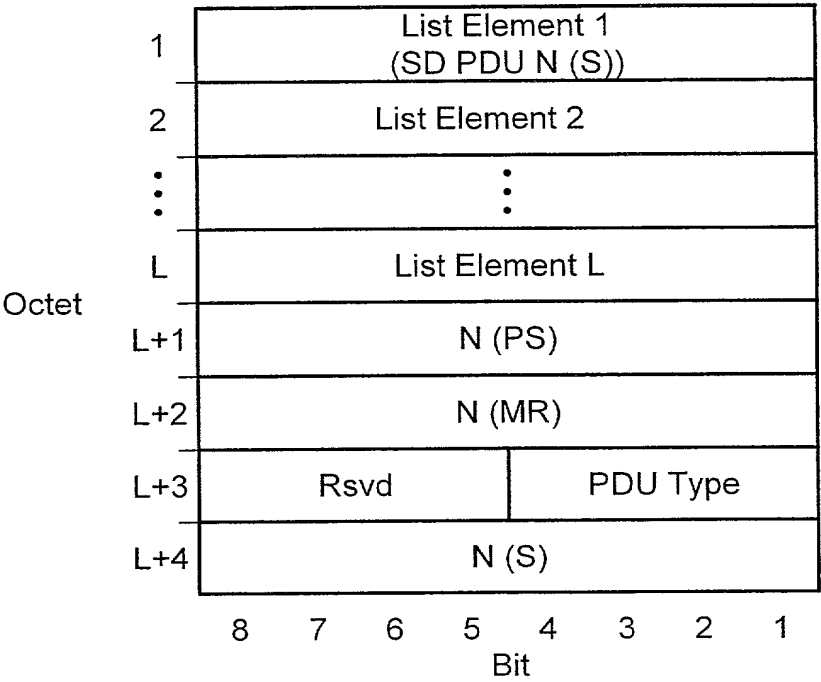 1 List Element 1
(SD PDU N (S))
2 List Element 2
L List Element L
Octet
L+1 N (PS)
L+2 N (MR)
L+3 Rsvd PDU Type
L+4 N (S)
8 7 6 5 4 3 2 1
Bit